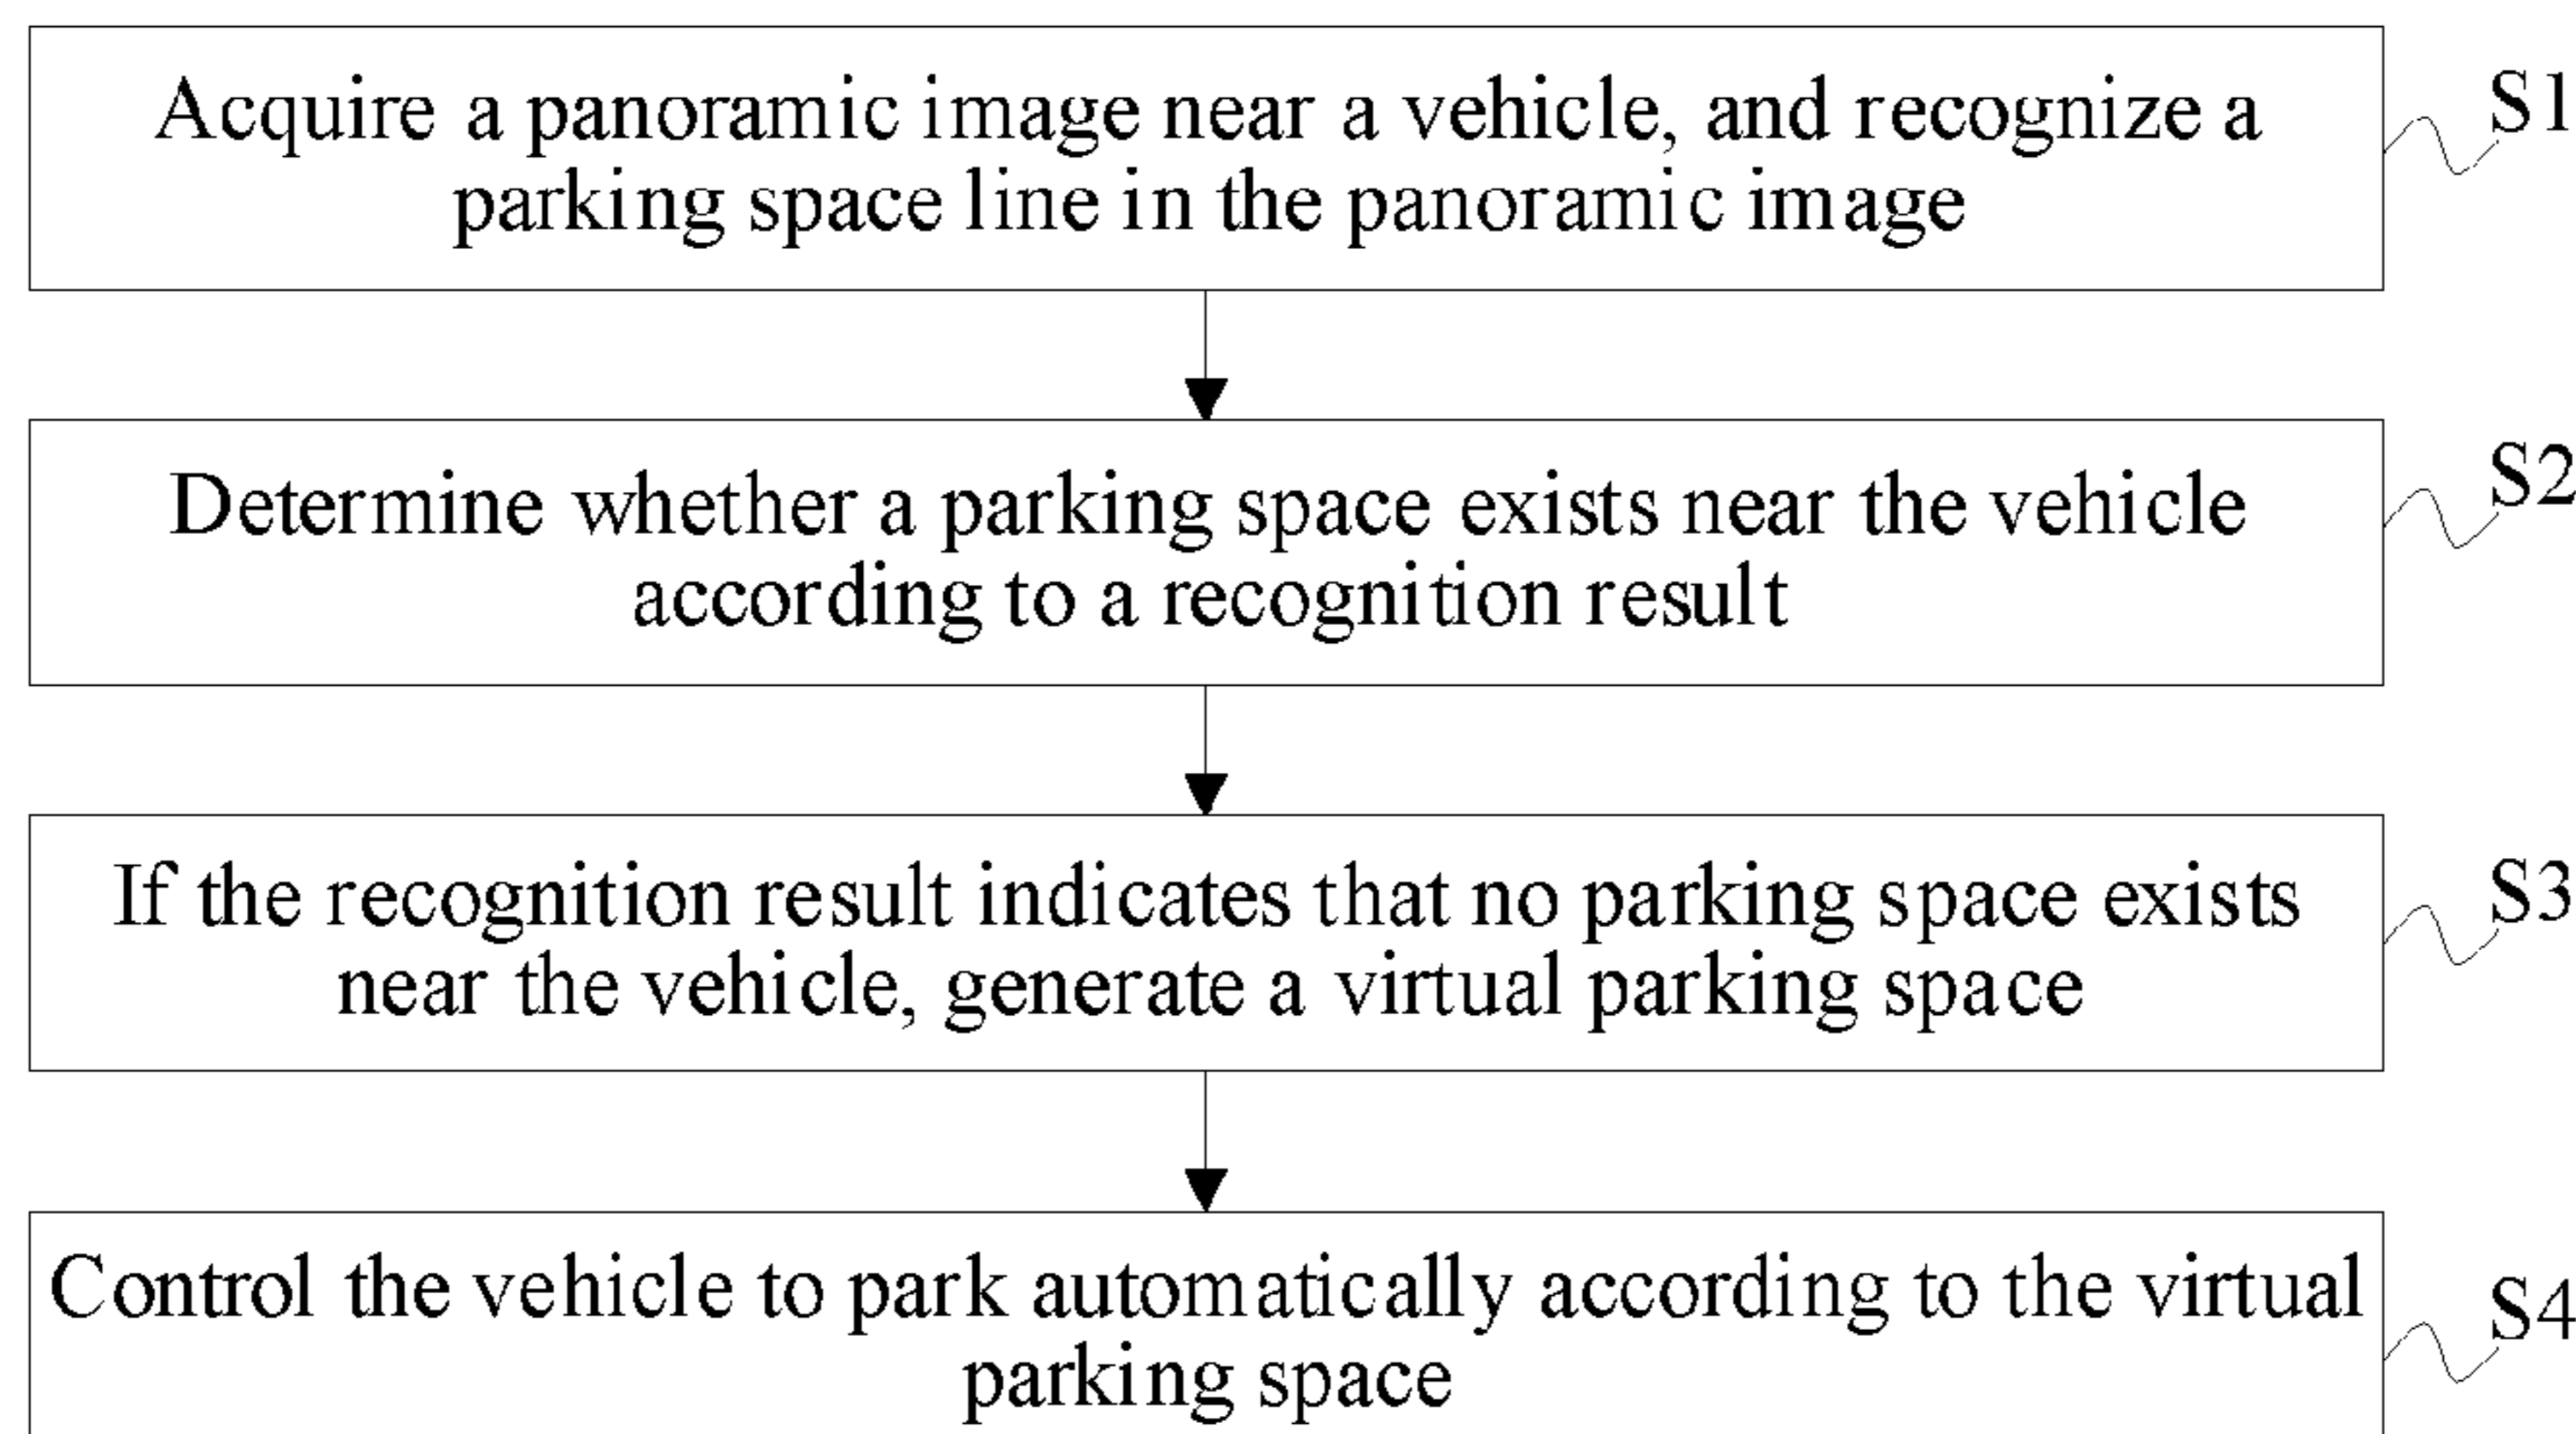 Acquire a panoramic image near a vehicle, and recognize a
parking space line in the panoramic image
S1
Determine whether a parking space exists near the vehicle
according to a recognition result
S2
If the recognition result indicates that no parking space exists
near the vehicle, generate a virtual parking space
S3
Control the vehicle to park automatically according to the virtual
parking space
S4